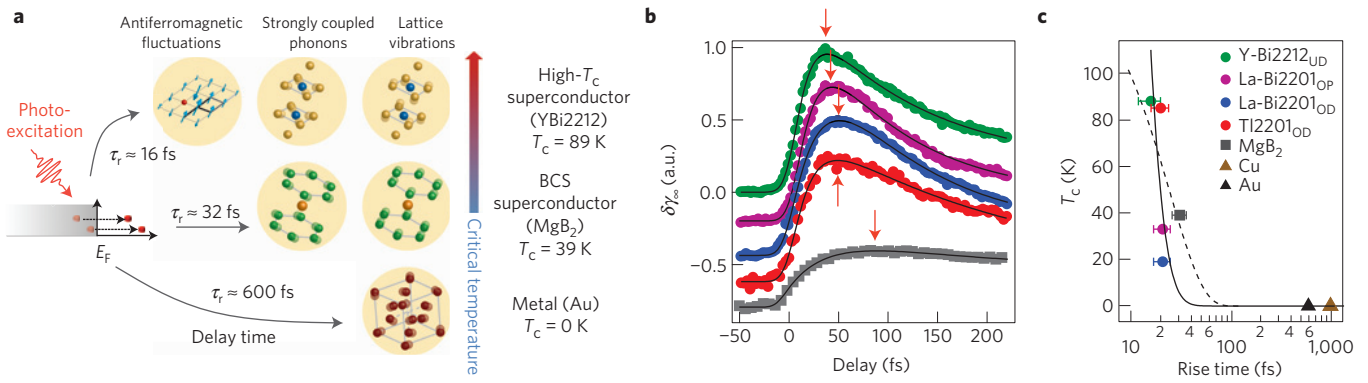 a
Antiferromagnetic
fluctuations
Strongly coupled
phonons
Lattice
vibrations
Photo-
excitation
τr ≈ 16 fs
τr ≈ 32 fs
EF
τr ≈ 600 fs
Delay time
Critical temperature
High-Tc
superconductor
(YBi2212)
Tc = 89 K
BCS
superconductor
(MgB2)
Tc = 39 K
Metal (Au)
Tc = 0 K
b
δγ∞ (a.u.)
1.0
0.5
0.0
−0.5
−50 0 50 100 150 200
Delay (fs)
c
Tc (K)
100
80
60
40
20
0
Y-Bi2212UD
La-Bi2201OP
La-Bi2201OD
Tl2201OD
MgB2
Cu
Au
10 2 4 6 100 2 4 6 1,000
Rise time (fs)